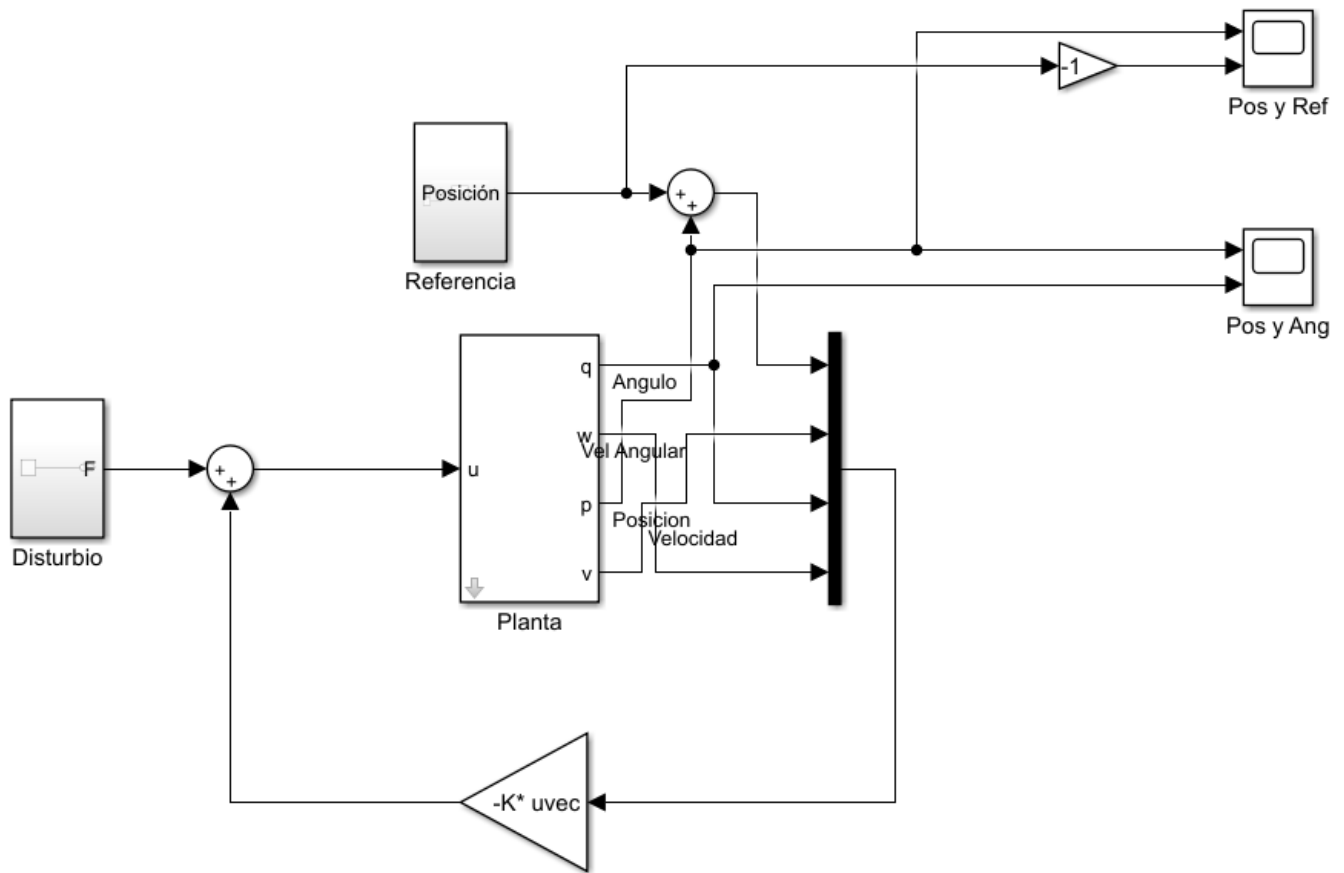 -1
Pos y Ref
Posición
+
+
Referencia
Pos y Ang
q
Angulo
w
Vel Angular
F
+
+
u
p
Posicion
Velocidad
v
Disturbio
Planta
-K* uvec